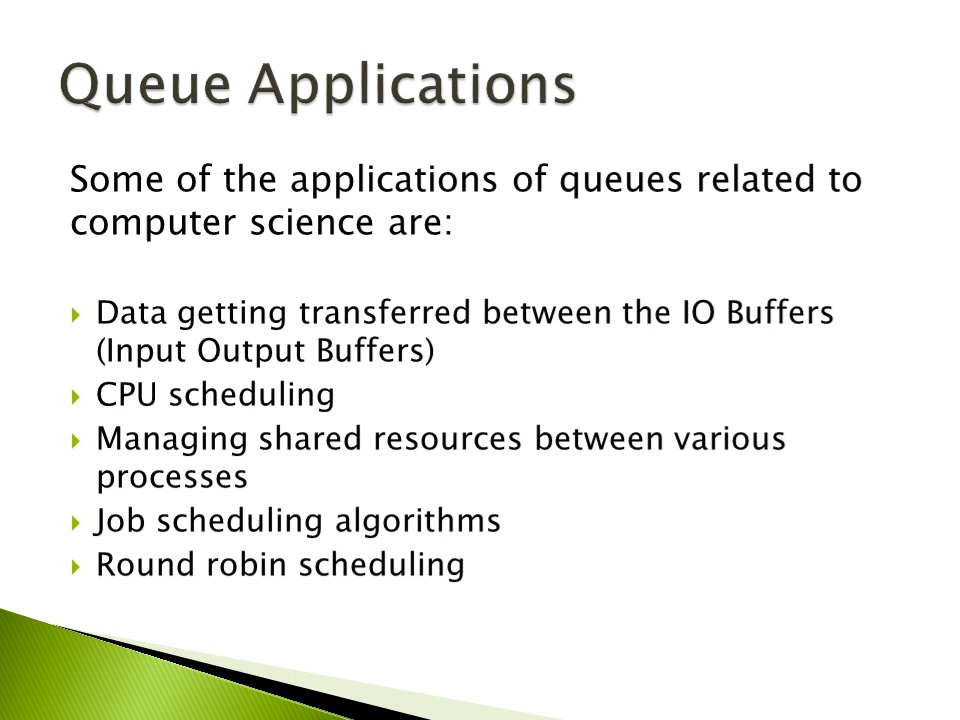 Queue Applications
Some of the applications of queues related to
computer science are:
Data getting transferred between the IO Buffers
(Input Output Buffers)
CPU scheduling
Managing shared resources between various
processes
Job scheduling algorithms
Round robin scheduling